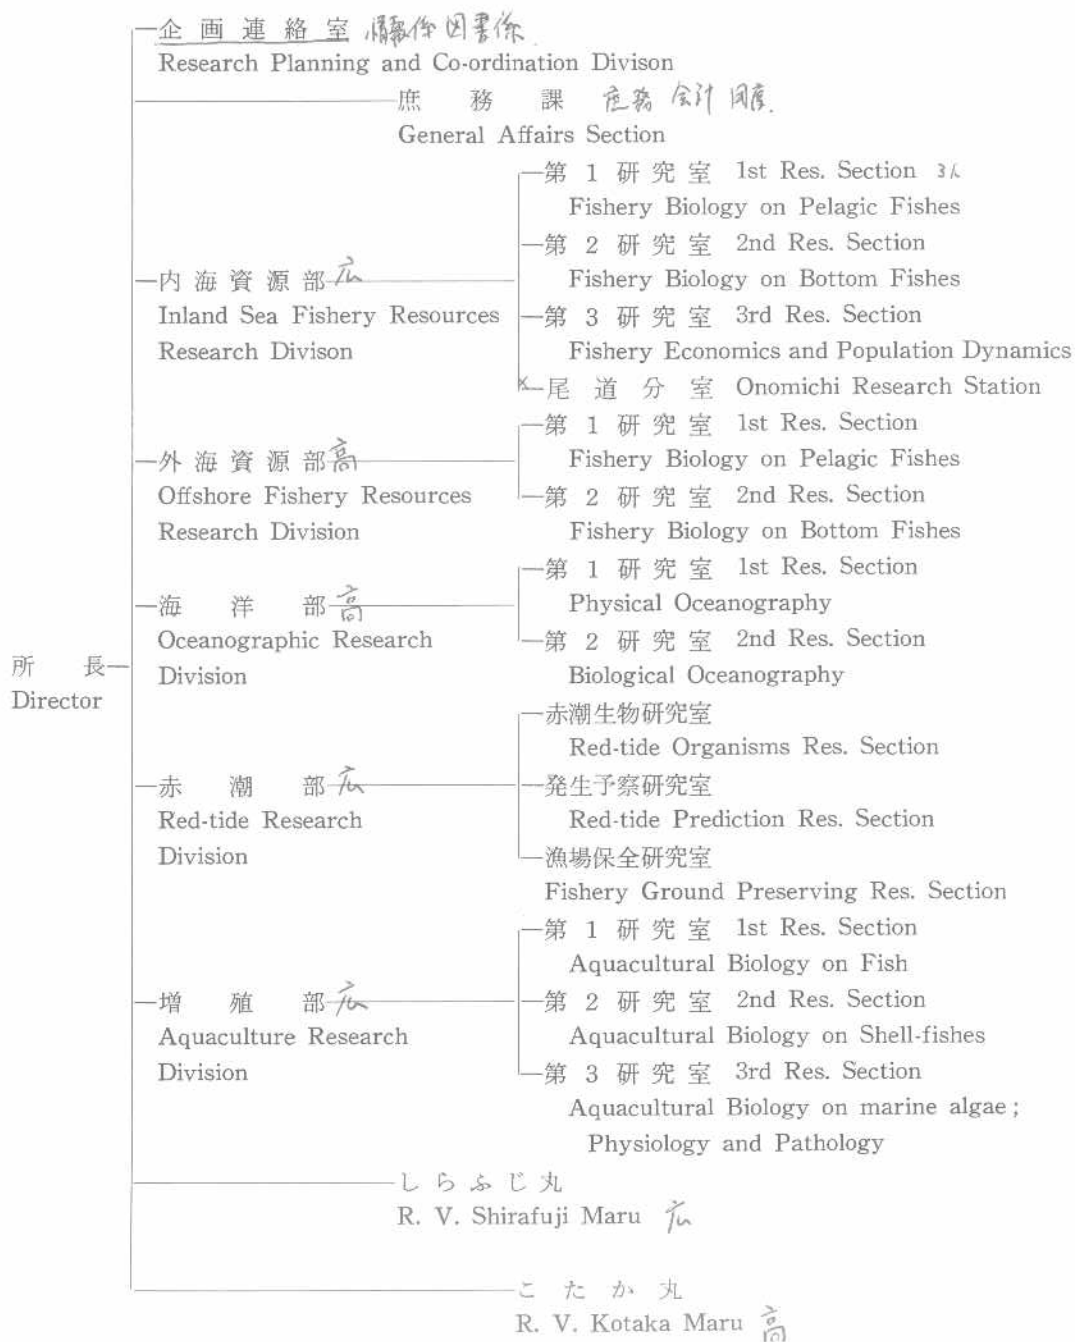 企画連絡室 情報係 図書係
Research Planning and Co-ordination Divison
庶務課 庶務 会計 用度
General Affairs Section
第1研究室 1st Res. Section 3人
Fishery Biology on Pelagic Fishes
第2研究室 2nd Res. Section
内海資源部 広
Fishery Biology on Bottom Fishes
Inland Sea Fishery Resources
第3研究室 3rd Res. Section
Research Divison
Fishery Economics and Population Dynamics
×尾道分室 Onomichi Research Station
第1研究室 1st Res. Section
外海資源部 高
Fishery Biology on Pelagic Fishes
Offshore Fishery Resources
第2研究室 2nd Res. Section
Research Division
Fishery Biology on Bottom Fishes
第1研究室 1st Res. Section
海洋部 高
Physical Oceanography
Oceanographic Research
第2研究室 2nd Res. Section
所長
Division
Biological Oceanography
Director
赤潮生物研究室
Red-tide Organisms Res. Section
赤潮部 広
発生予察研究室
Red-tide Research
Red-tide Prediction Res. Section
Division
漁場保全研究室
Fishery Ground Preserving Res. Section
第1研究室 1st Res. Section
Aquacultural Biology on Fish
増殖部 広
第2研究室 2nd Res. Section
Aquaculture Research
Aquacultural Biology on Shell-fishes
Division
第3研究室 3rd Res. Section
Aquacultural Biology on marine algae;
Physiology and Pathology
しらふじ丸
R. V. Shirafuji Maru 広
こたか丸
R. V. Kotaka Maru 高